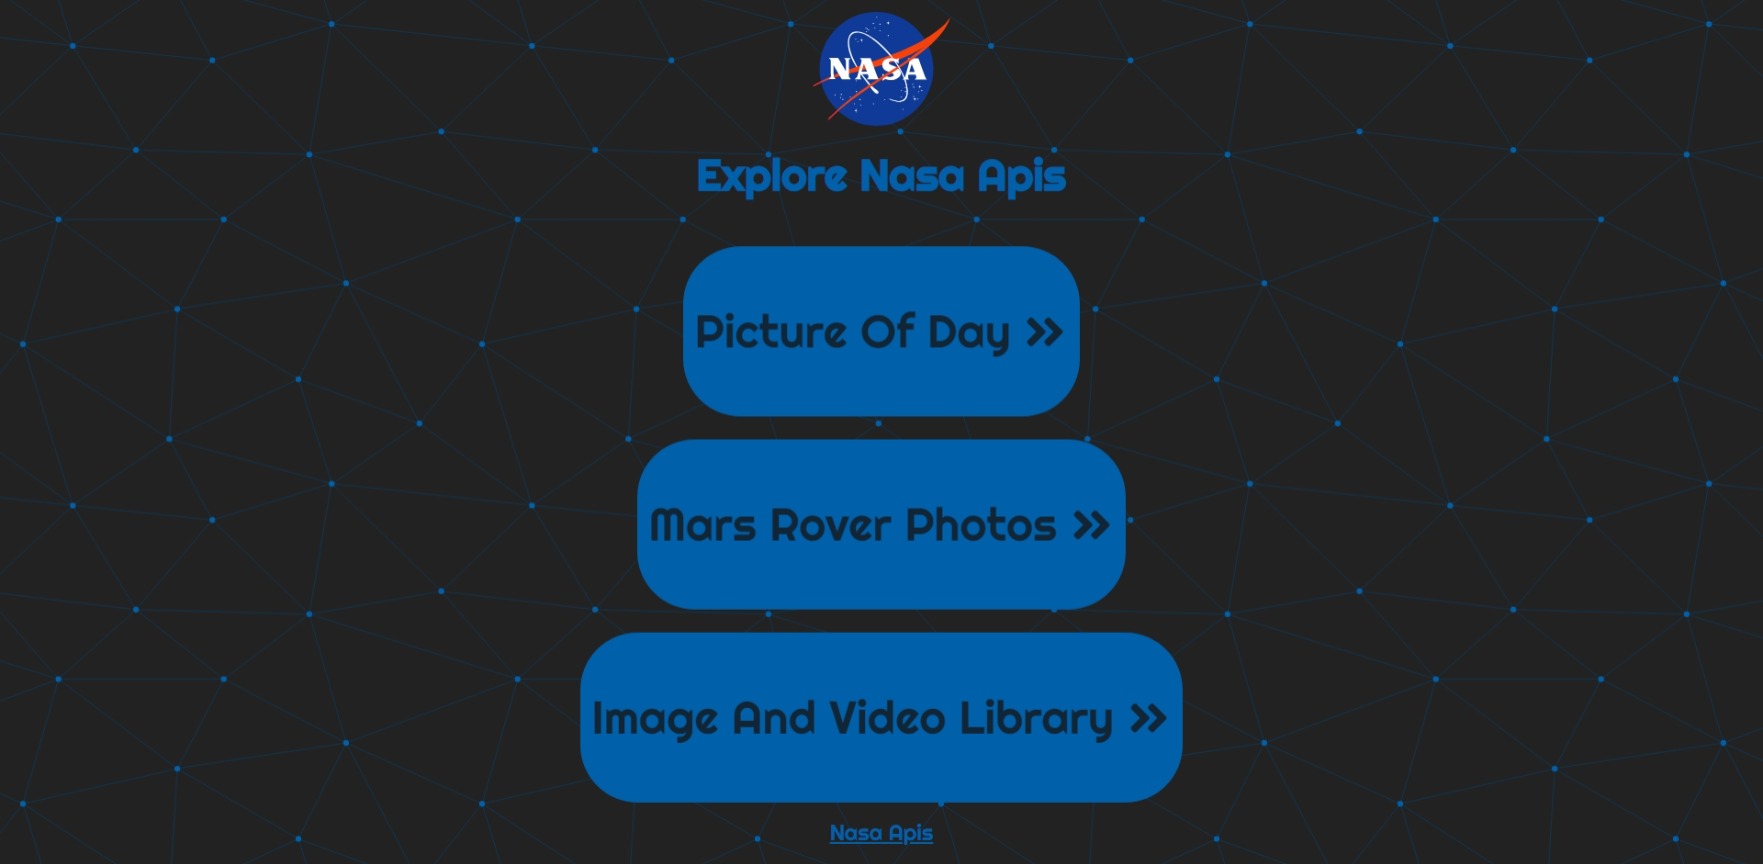 NASA
Explore Nasa Apis
Picture Of Day »
Mars Rover Photos »
Image And Video Library »
Nasa Apis